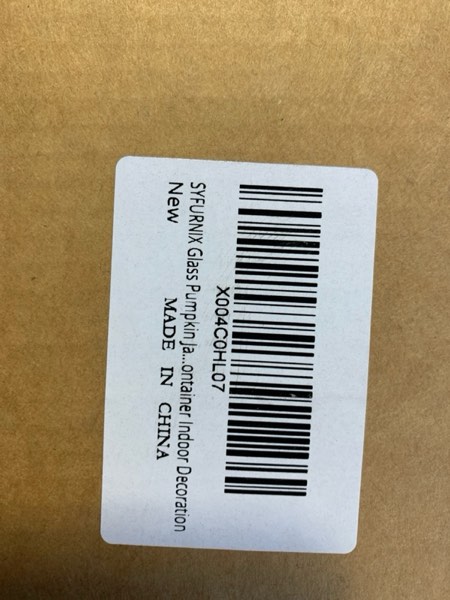 X004C0HL07
SYFURNIX Glass Pumpkin Ja...ontainer Indoor Decoration
New
MADE IN CHINA